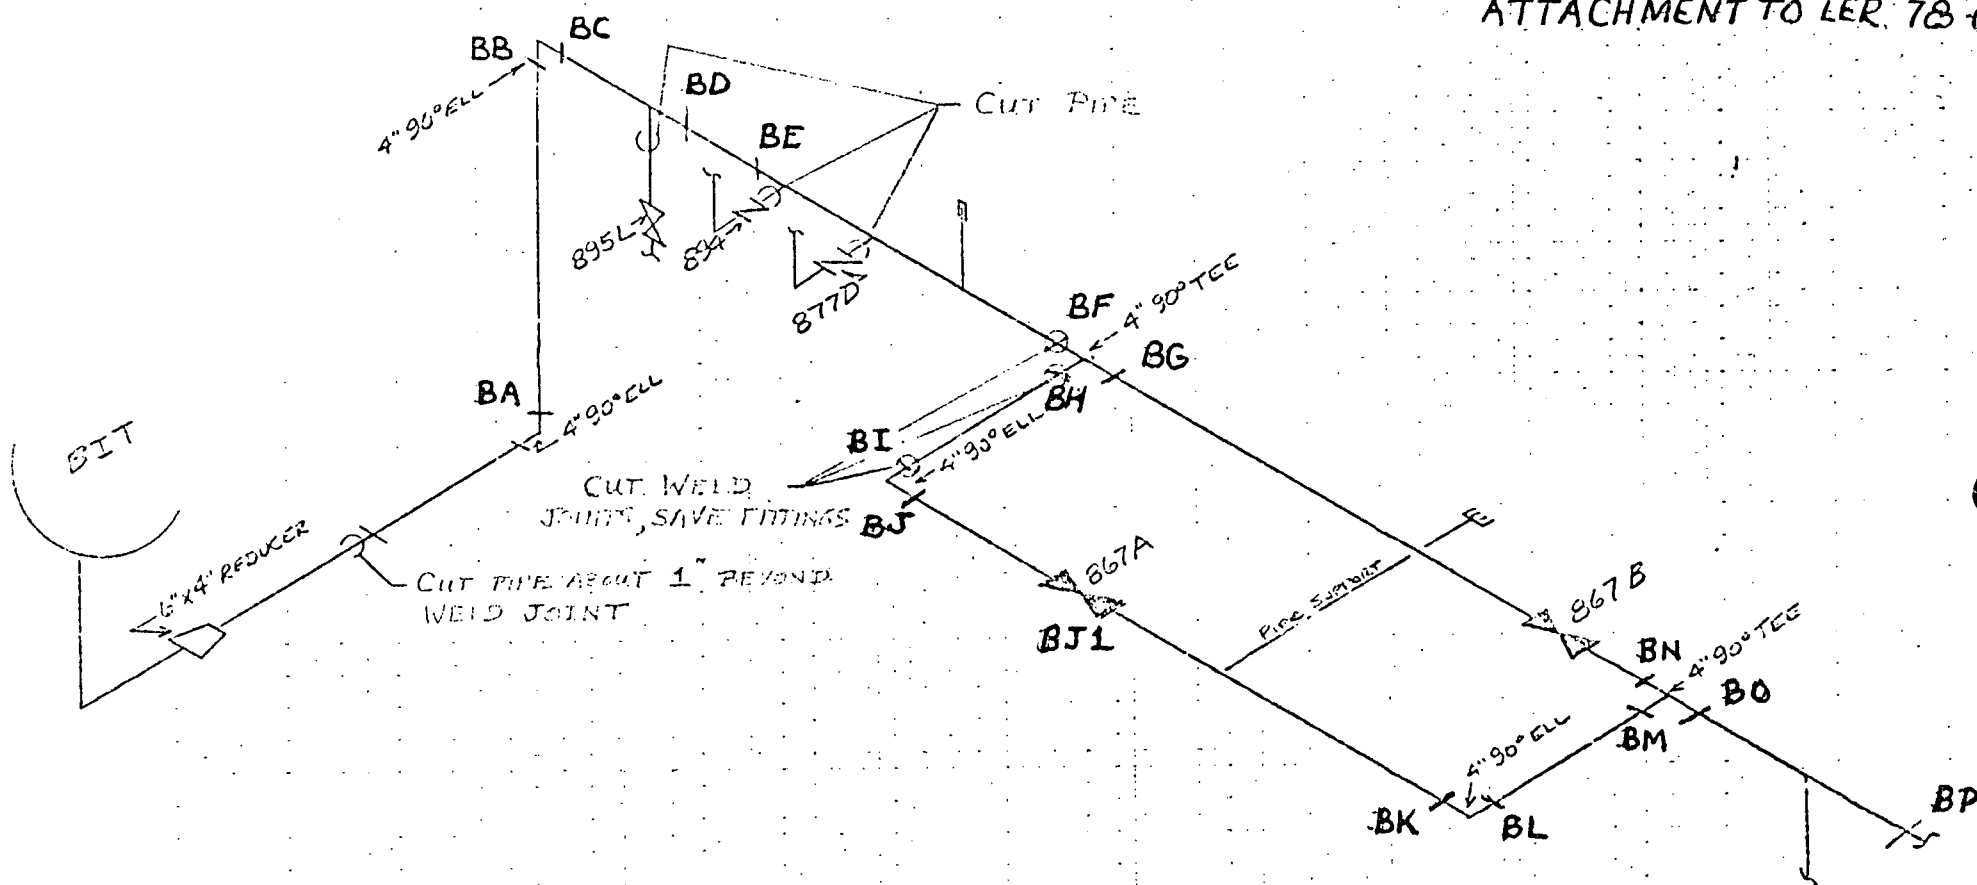 ATTACHMENT TO LER. 78-
BC
BB
4" 90° ELL
BD
CUT PIPE
BE
895L
894
877D
BF
4" 90° TEE
BG
BA
4" 90° ELL
BH
BI
4" 90° ELL
BIT
CUT WELD
JOINTS, SAVE FITTINGS
BJ
6"X4" REDUCER
867A
CUT PIPE ABOUT 1" BEYOND
WELD JOINT
PIPE SUPPORT
867B
BJ1
BN
4" 90° TEE
BO
BM
4" 90° ELL
BK
BL
BP